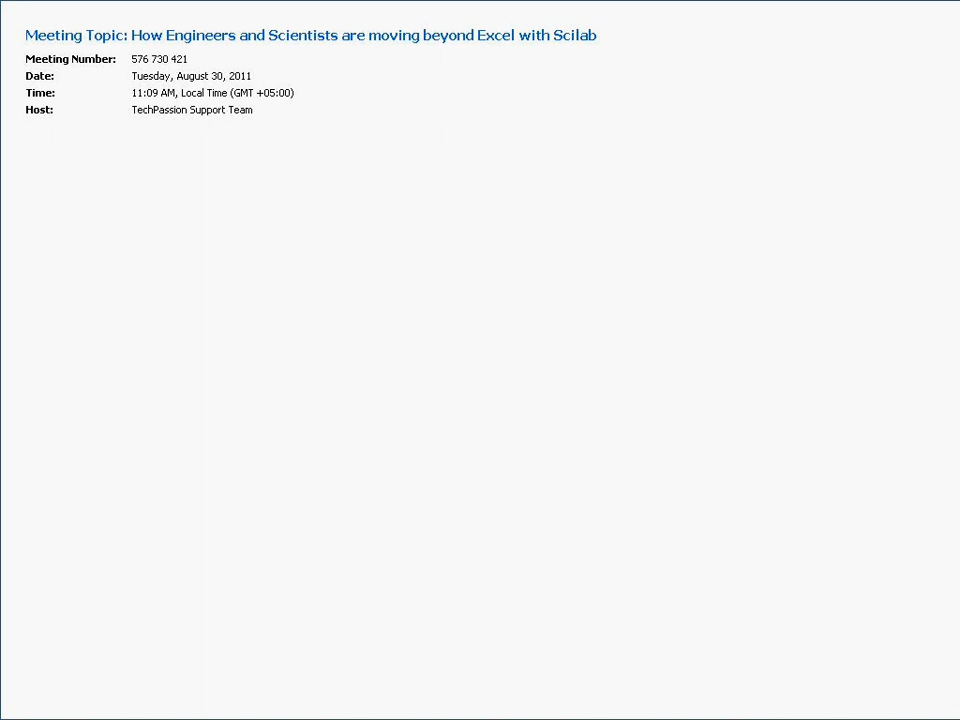 Meeting Topic: How Engineers and Scientists are moving beyond Excel with Scilab
Meeting Number: 576 730 421
Date: Tuesday, August 30, 2011
Time: 11:09 AM, Local Time (GMT +05:00)
Host: TechPassion Support Team